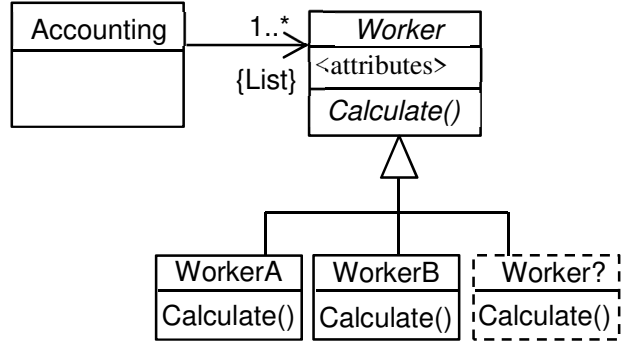 Accounting
1..*
{List}
Worker
<attributes>
Calculate()
WorkerA
Calculate()
WorkerB
Calculate()
Worker?
Calculate()